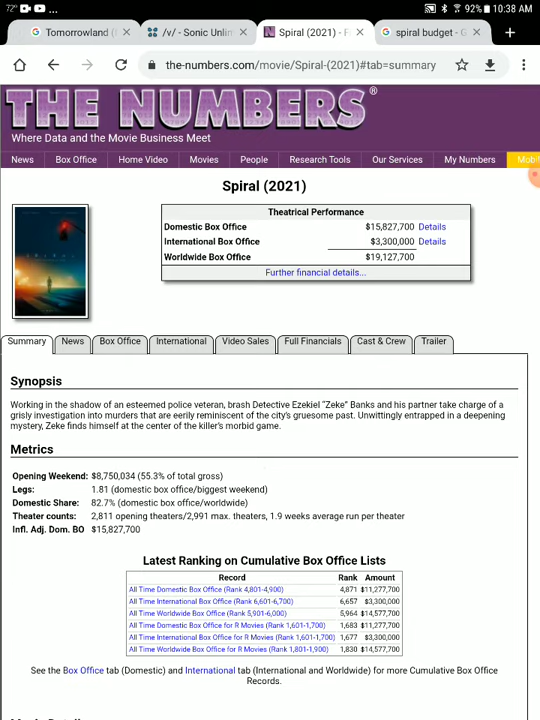 72° ...
92% 10:38 AM
Tomorrowland (
/v/ - Sonic Unlim
Spiral (2021) - F
spiral budget - G
the-numbers.com/movie/Spiral-(2021)#tab=summary
THE NUMBERS®
Where Data and the Movie Business Meet
News Box Office Home Video Movies People Research Tools Our Services My Numbers
Spiral (2021)
Theatrical Performance
Domestic Box Office $15,827,700 Details
International Box Office $3,300,000 Details
Worldwide Box Office $19,127,700
Further financial details...
Summary News Box Office International Video Sales Full Financials Cast & Crew Trailer
Synopsis
Working in the shadow of an esteemed police veteran, brash Detective Ezekiel “Zeke” Banks and his partner take charge of a
grisly investigation into murders that are eerily reminiscent of the city’s gruesome past. Unwittingly entrapped in a deepening
mystery, Zeke finds himself at the center of the killer’s morbid game.
Metrics
Opening Weekend: $8,750,034 (55.3% of total gross)
Legs: 1.81 (domestic box office/biggest weekend)
Domestic Share: 82.7% (domestic box office/worldwide)
Theater counts: 2,811 opening theaters/2,991 max. theaters, 1.9 weeks average run per theater
Infl. Adj. Dom. BO $15,827,700
Latest Ranking on Cumulative Box Office Lists
Record Rank Amount
All Time Domestic Box Office (Rank 4,801-4,900) 4,871 $11,277,700
All Time International Box Office (Rank 6,601-6,700) 6,657 $3,300,000
All Time Worldwide Box Office (Rank 5,901-6,000) 5,964 $14,577,700
All Time Domestic Box Office for R Movies (Rank 1,601-1,700) 1,683 $11,277,700
All Time International Box Office for R Movies (Rank 1,601-1,700) 1,677 $3,300,000
All Time Worldwide Box Office for R Movies (Rank 1,801-1,900) 1,830 $14,577,700
See the Box Office tab (Domestic) and International tab (International and Worldwide) for more Cumulative Box Office
Records.